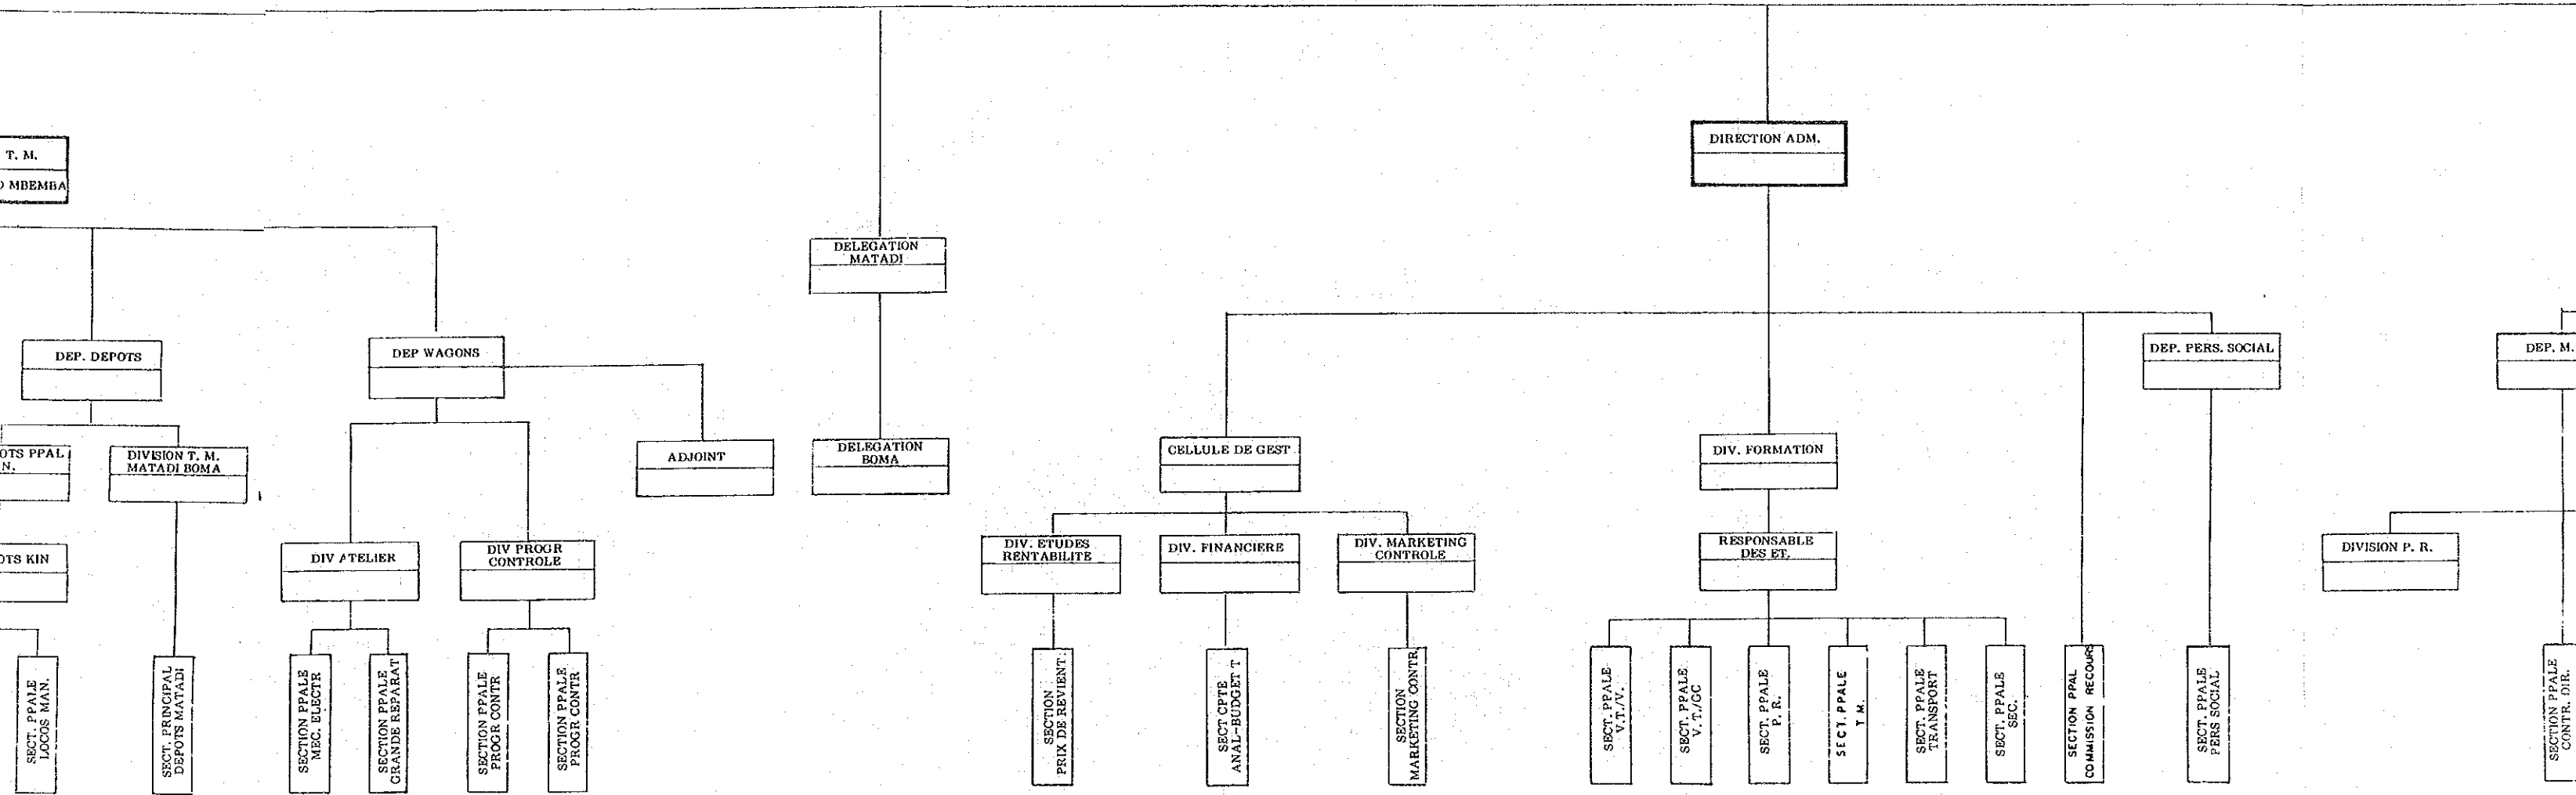 T. M.
MBEMBA
DIRECTION ADM.
DELEGATION
MATADI
DEP. DEPOTS
DEP WAGONS
DEP. PERS. SOCIAL
DEP. M.
OTS PPAL
N.
DIVISION T. M.
MATADI BOMA
ADJOINT
DELEGATION
BOMA
CELLULE DE GEST
DIV. FORMATION
OTS KIN
DIV ATELIER
DIV PROGR
CONTROLE
DIV. ETUDES
RENTABILITE
DIV. FINANCIERE
DIV. MARKETING
CONTROLE
RESPONSABLE
DES ET.
DIVISION P. R.
SECT. PPALE
LOCOS MAN.
SECT. PRINCIPAL
DEPOTS MATADI
SECTION PPALE
MEC. ELECTR
SECTION PPALE
GRANDE REPARAT
SECTION PPALE
PROGR CONTR
SECTION PPALE
PROGR CONTR
SECTION
PRIX DE REVIENT
SECT CPTE
ANAL-BUDGET T
SECTION
MARKETING CONTR
SECT. PPALE
V.T./V.
SECT. PPALE
V.T./GC
SECT. PPALE
P. R.
SECT. PPALE
T.M.
SECT. PPALE
TRANSPORT
SECT. PPALE
SEC.
SECTION PPAL
COMMISSION RECOURS
SECT. PPALE
PERS SOCIAL
SECTION PPALE
CONTR. DIR.